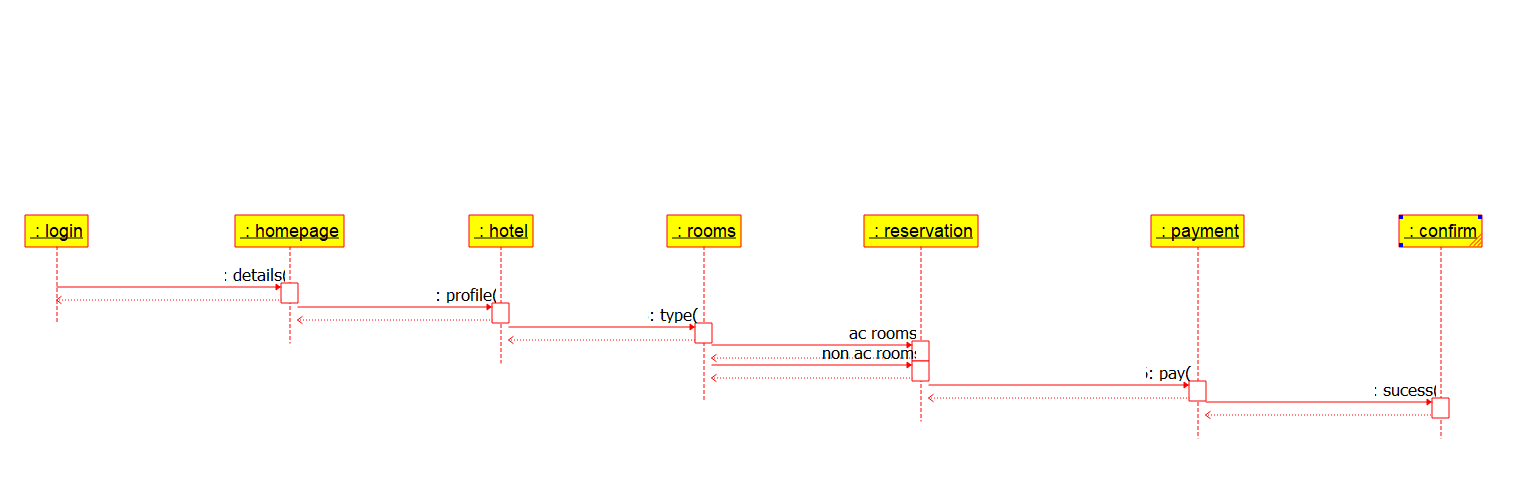 : login
: homepage
: hotel
: rooms
: reservation
: payment
: confirm
: details(
: profile(
: type(
ac rooms
non ac rooms
: pay(
: sucess(